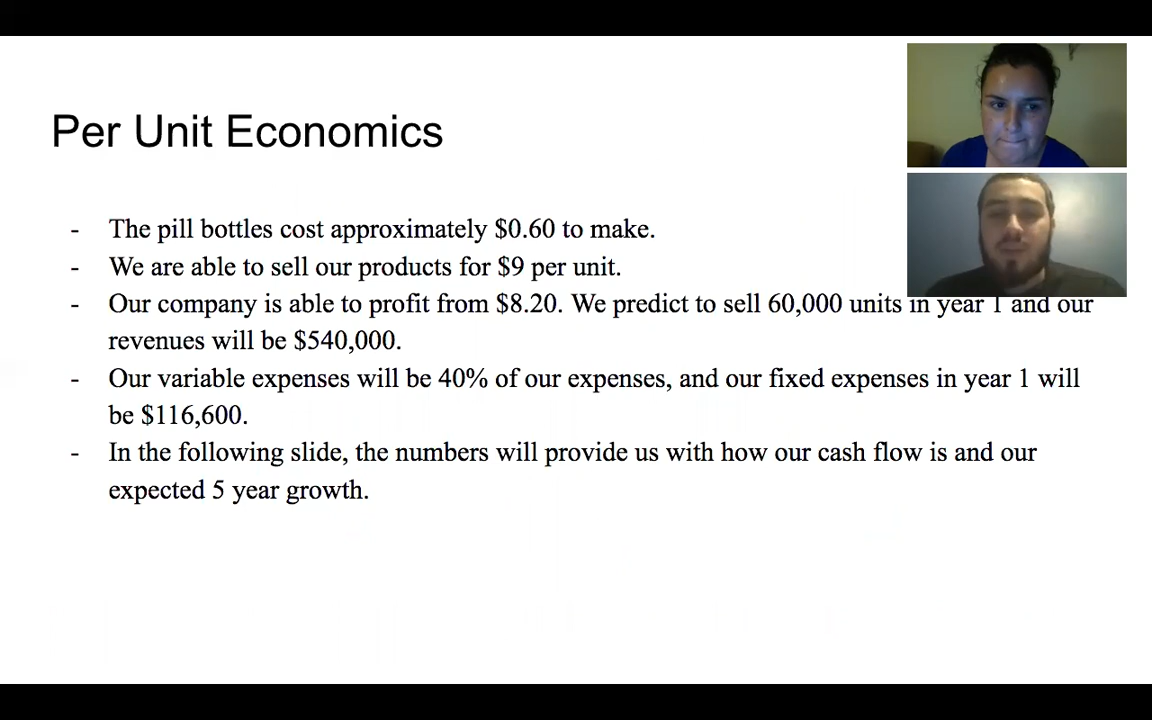 Per Unit Economics
- The pill bottles cost approximately $0.60 to make.
- We are able to sell our products for $9 per unit.
- Our company is able to profit from $8.20. We predict to sell 60,000 units in year 1 and our
revenues will be $540,000.
- Our variable expenses will be 40% of our expenses, and our fixed expenses in year 1 will
be $116,600.
- In the following slide, the numbers will provide us with how our cash flow is and our
expected 5 year growth.